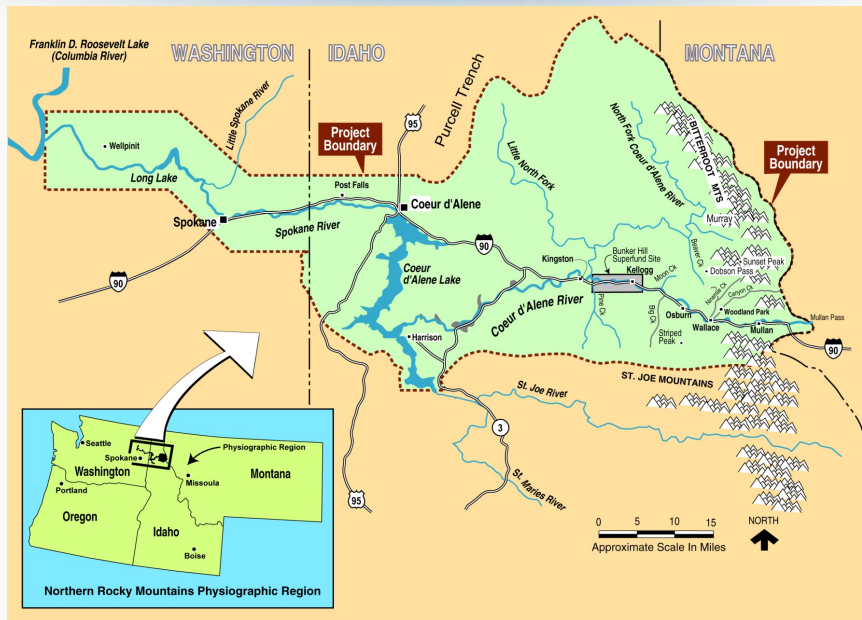 Franklin D. Roosevelt Lake
(Columbia River)
WASHINGTON
IDAHO
MONTANA
Little Spokane River
Purcell Trench
95
Project
Boundary
Wellpinit
Long Lake
Little North Fork
North Fork Coeur
d'Alene River
BITTERROOT MTS
Project
Boundary
Post Falls
Coeur d'Alene
Spokane
Spokane River
Murray
Beaver Ck
Sunset Peak
Dobson Pass
90
Kingston
Bunker Hill
Superfund Site
Kellogg
Moon Ck
Ninemile Ck
Canyon Ck
90
Coeur
d'Alene Lake
Coeur d'Alene River
Pine Ck
Big Ck
Osburn
Wallace
Woodland Park
Mullan
Mullan Pass
Striped
Peak
90
Harrison
ST. JOE MOUNTAINS
St. Joe River
3
St. Maries River
95
Seattle
Spokane
Physiographic Region
Washington
Montana
Missoula
Portland
Oregon
Idaho
Boise
Northern Rocky Mountains Physiographic Region
0 5 10 15
Approximate Scale In Miles
NORTH